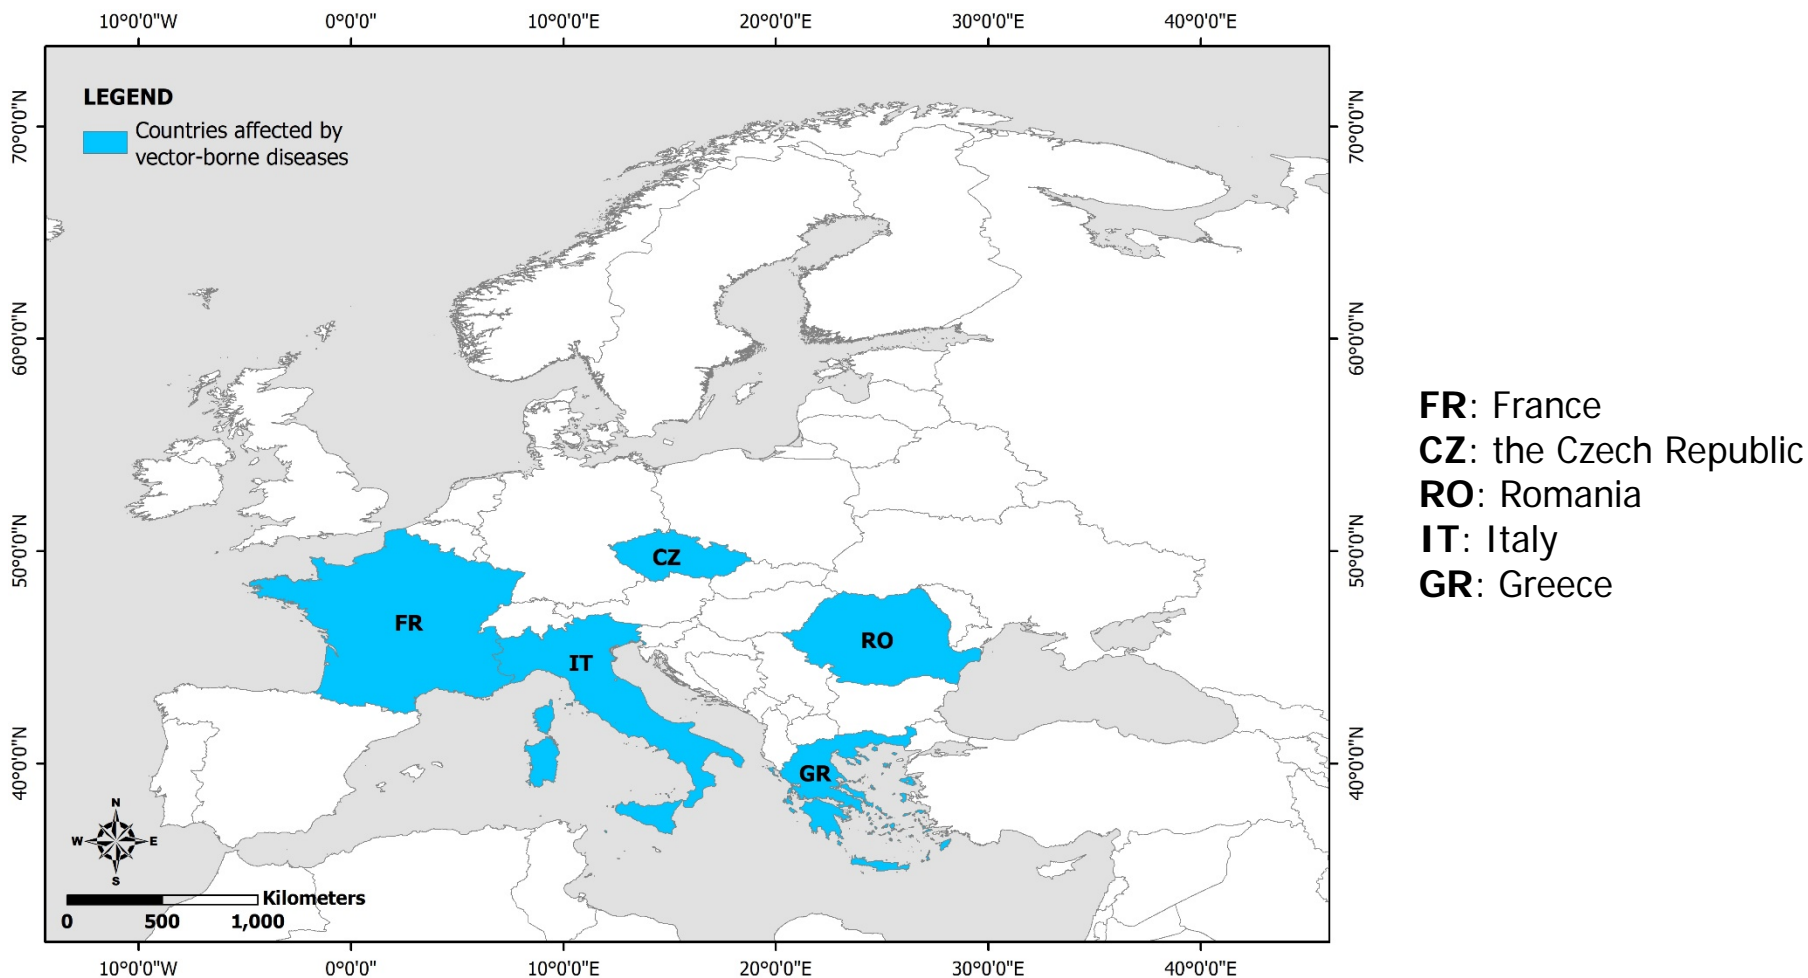 10°0'0"W 0°0'0" 10°0'0"E 20°0'0"E 30°0'0"E 40°0'0"E
LEGEND
Countries affected by
vector-borne diseases
70°0'0"N 70°0'0"N
60°0'0"N 60°0'0"N
50°0'0"N 50°0'0"N
40°0'0"N 40°0'0"N
CZ
FR
RO
IT
GR
N
W E
S
Kilometers
0 500 1,000
10°0'0"W 0°0'0" 10°0'0"E 20°0'0"E 30°0'0"E 40°0'0"E
FR: France
CZ: the Czech Republic
RO: Romania
IT: Italy
GR: Greece